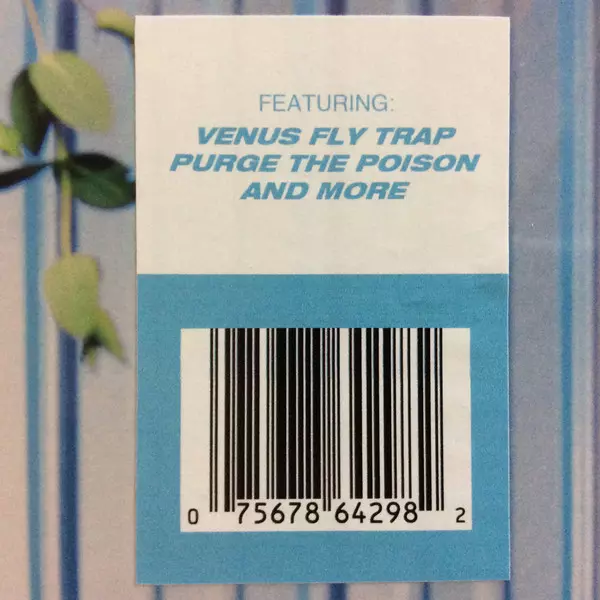 FEATURING:
VENUS FLY TRAP
PURGE THE POISON
AND MORE
0 75678 64298 2